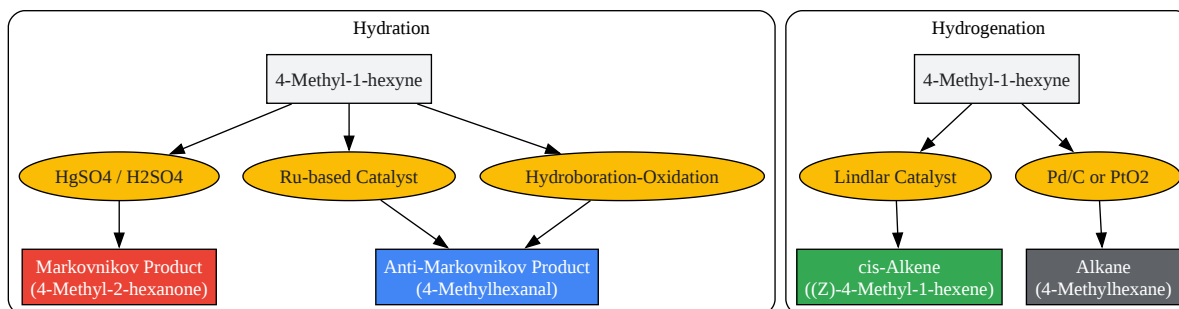 Hydration
4-Methyl-1-hexyne
HgSO4 / H2SO4
Ru-based Catalyst
Hydroboration-Oxidation
Markovnikov Product
(4-Methyl-2-hexanone)
Anti-Markovnikov Product
(4-Methylhexanal)
Hydrogenation
4-Methyl-1-hexyne
Lindlar Catalyst
Pd/C or PtO2
cis-Alkene
((Z)-4-Methyl-1-hexene)
Alkane
(4-Methylhexane)